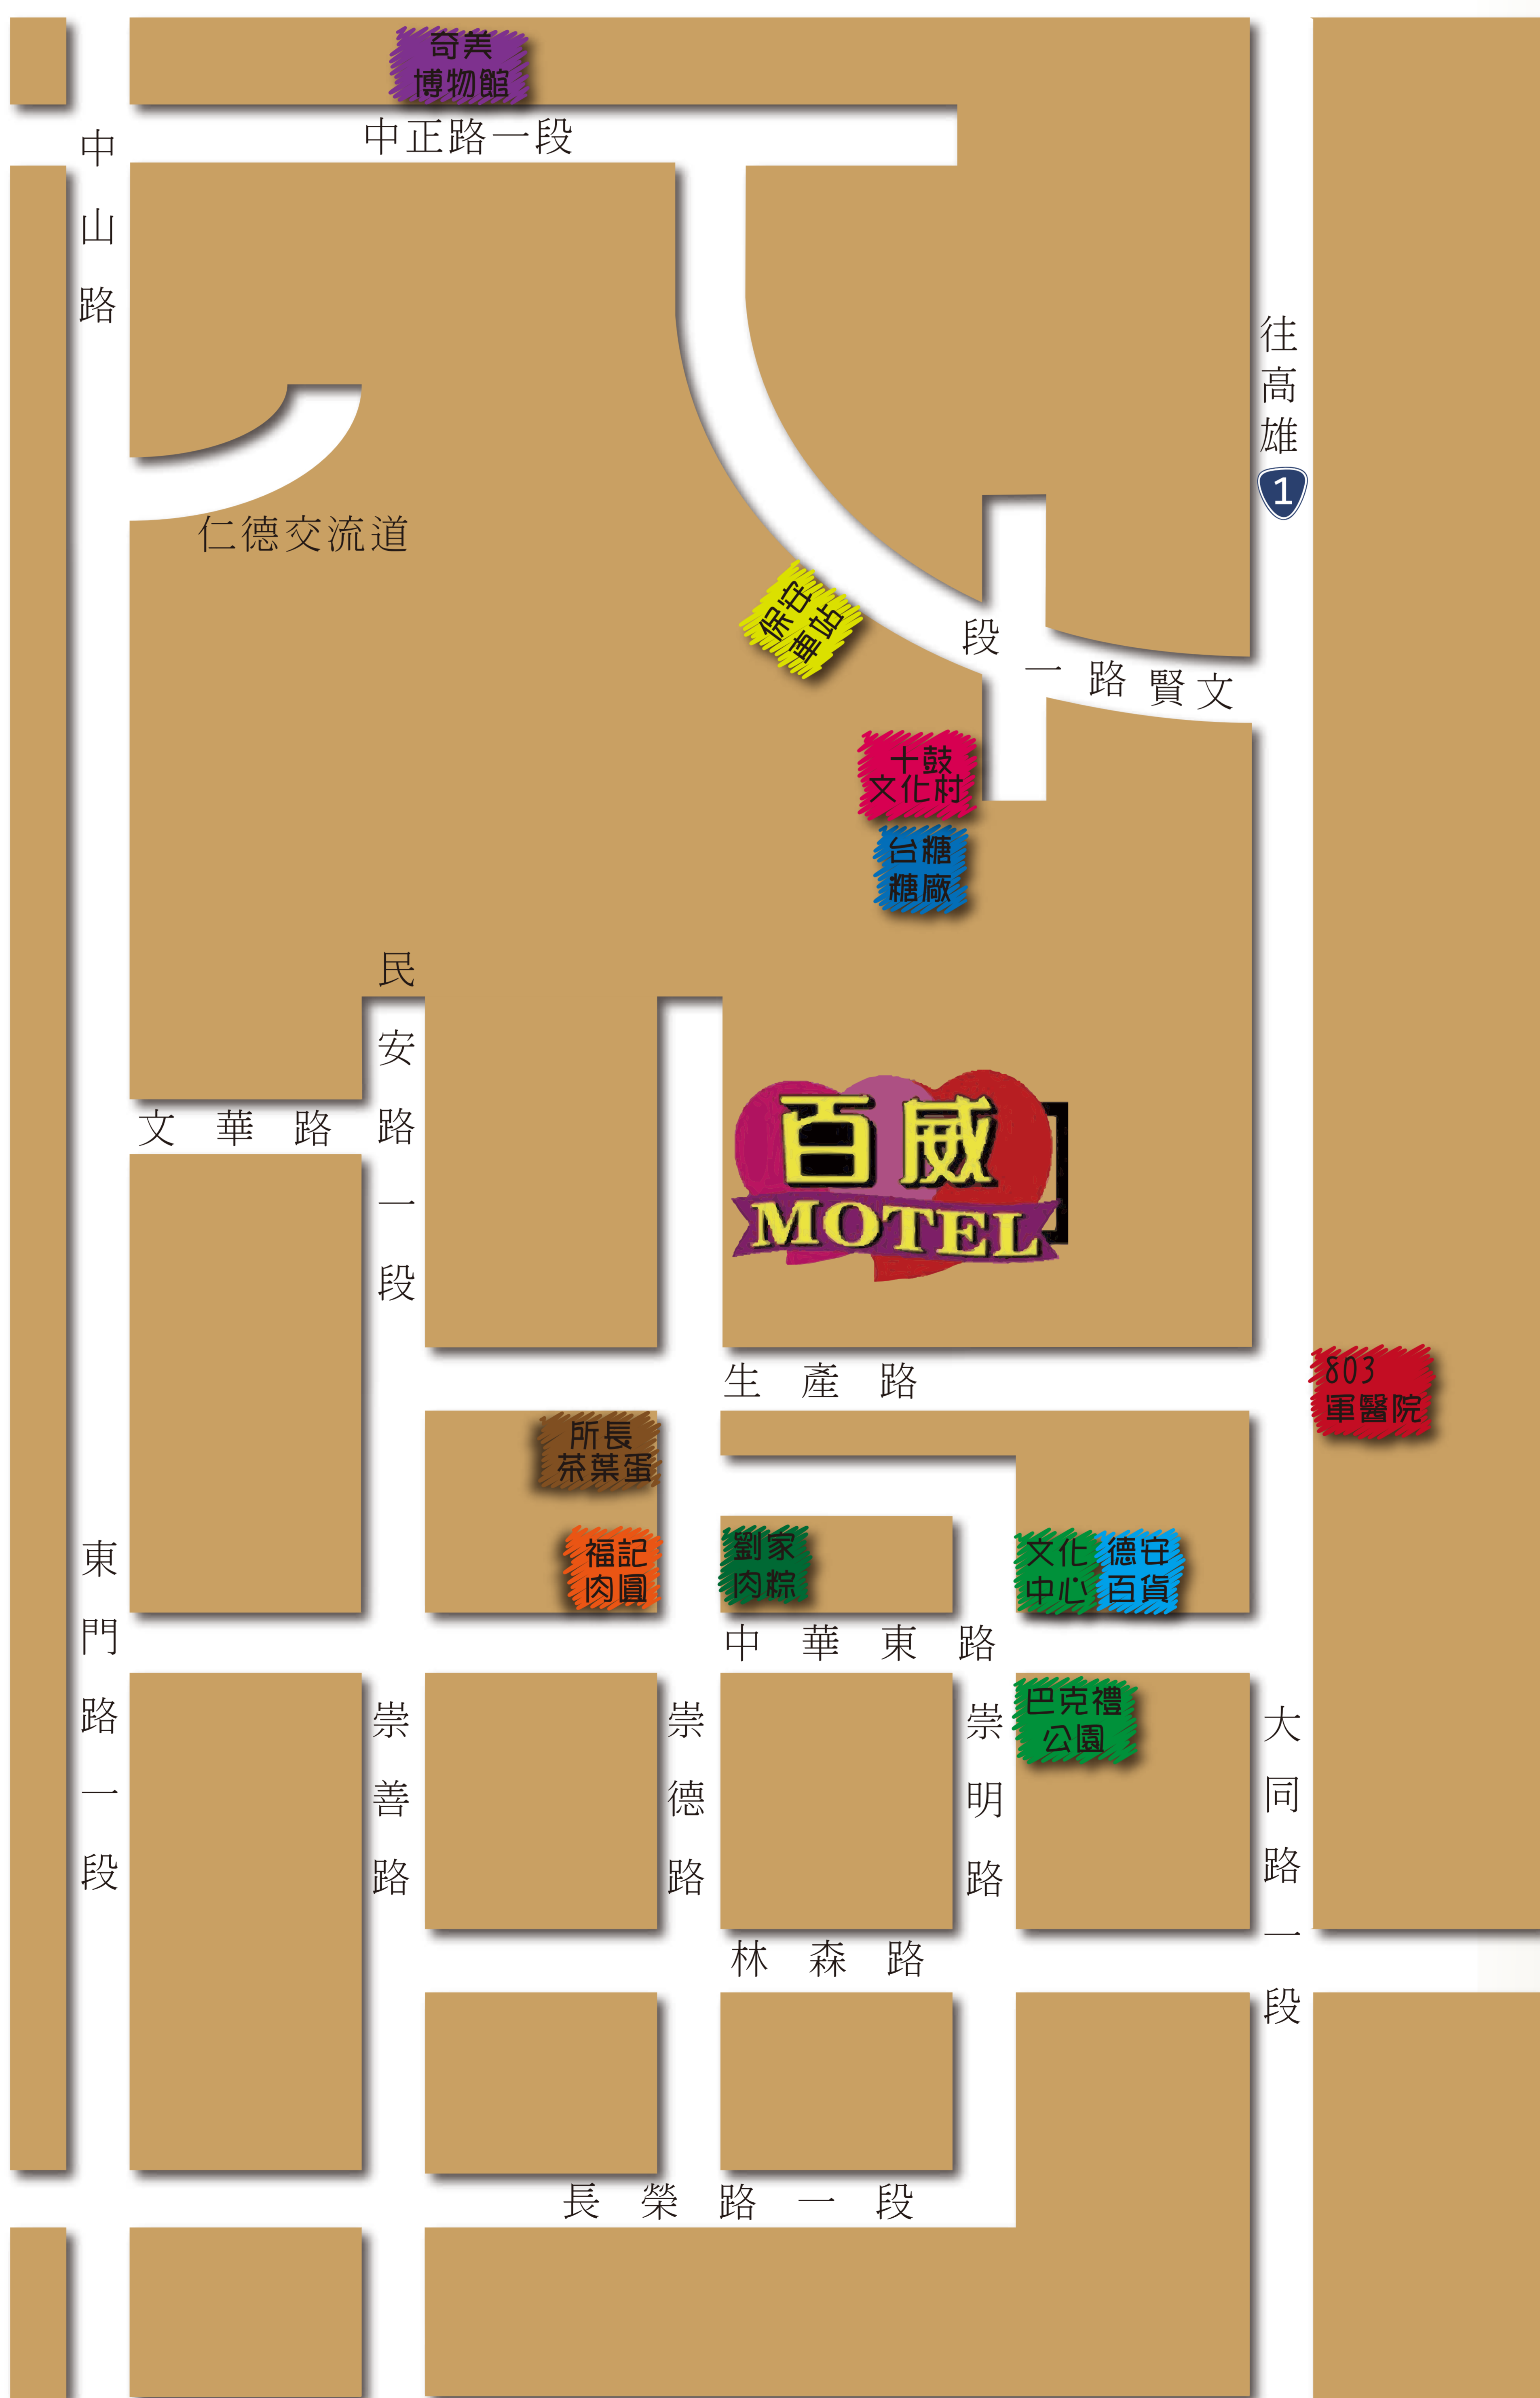 奇美
博物館
中正路一段
中山路
往高雄
1
仁德交流道
保安
車站
文賢路一段
十鼓
文化村
台糖
糖廠
民安路一段
文華路
百威
MOTEL
生產路
803
軍醫院
所長
茶葉蛋
福記
肉圓
劉家
肉粽
文化
中心
德安
百貨
東門路一段
中華東路
巴克禮
公園
崇善路
崇德路
崇明路
大同路一段
林森路
長榮路一段